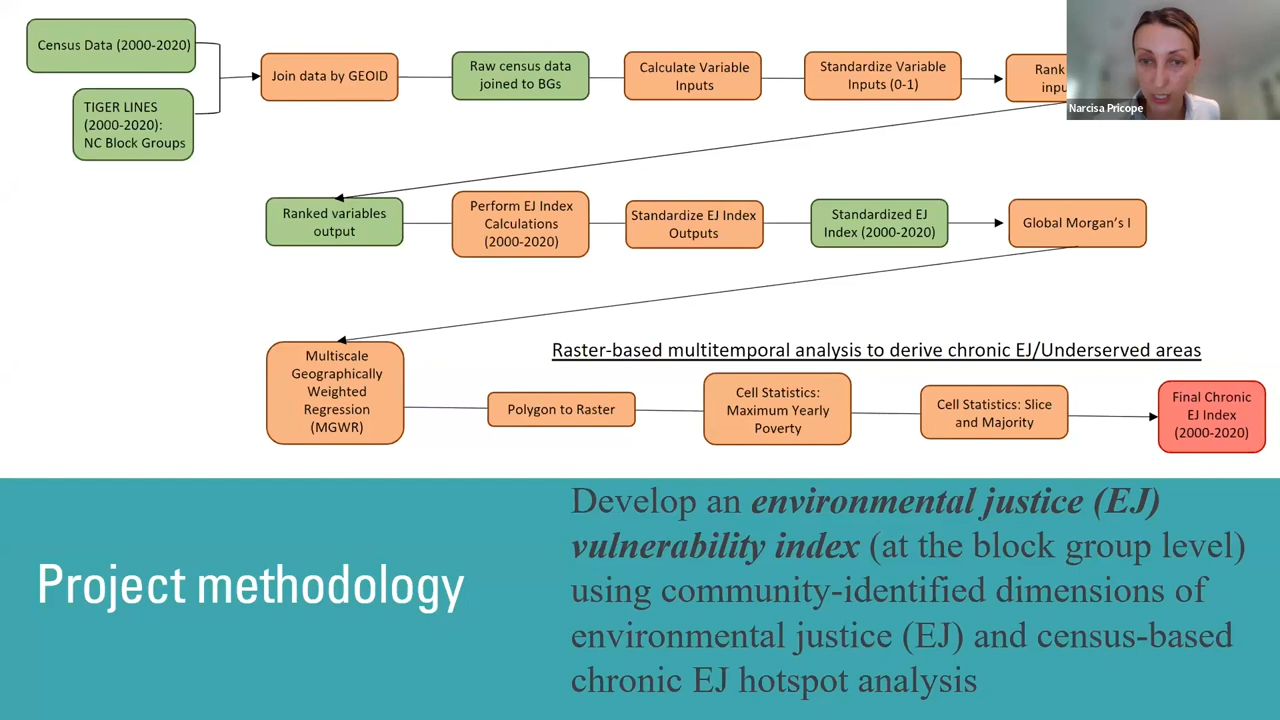 Census Data (2000-2020)
TIGER LINES
(2000-2020):
NC Block Groups
Join data by GEOID
Raw census data
joined to BGs
Calculate Variable
Inputs
Standardize Variable
Inputs (0-1)
Narcisa Pricope
Ranked variables
output
Perform EJ Index
Calculations
(2000-2020)
Standardize EJ Index
Outputs
Standardized EJ
Index (2000-2020)
Global Morgan's I
Multiscale
Geographically
Weighted
Regression
(MGWR)
Raster-based multitemporal analysis to derive chronic EJ/Underserved areas
Polygon to Raster
Cell Statistics:
Maximum Yearly
Poverty
Cell Statistics: Slice
and Majority
Final Chronic
EJ Index
(2000-2020)
Project methodology
Develop an environmental justice (EJ)
vulnerability index (at the block group level)
using community-identified dimensions of
environmental justice (EJ) and census-based
chronic EJ hotspot analysis